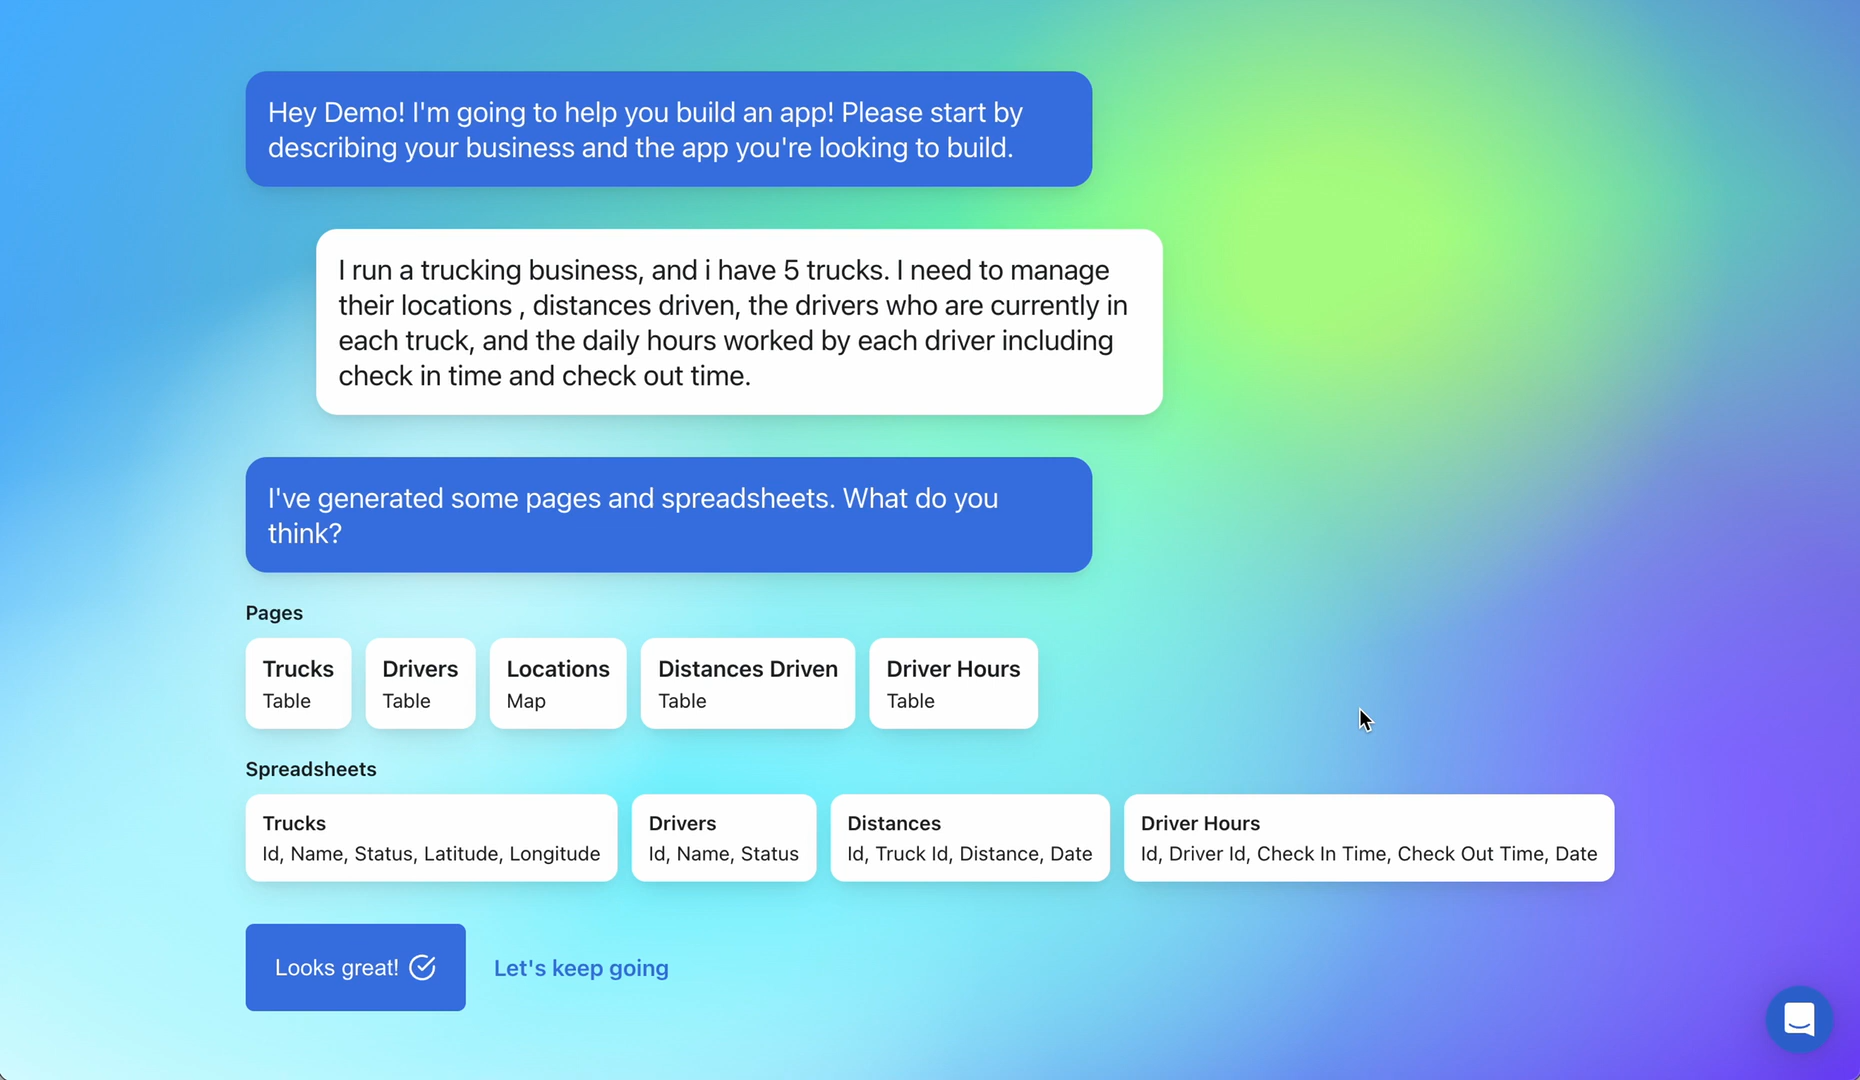 Hey Demo! I'm going to help you build an app! Please start by
describing your business and the app you're looking to build.
I run a trucking business, and i have 5 trucks. I need to manage
their locations , distances driven, the drivers who are currently in
each truck, and the daily hours worked by each driver including
check in time and check out time.
I've generated some pages and spreadsheets. What do you
think?
Pages
Trucks
Table
Drivers
Table
Locations
Map
Distances Driven
Table
Driver Hours
Table
Spreadsheets
Trucks
Id, Name, Status, Latitude, Longitude
Drivers
Id, Name, Status
Distances
Id, Truck Id, Distance, Date
Driver Hours
Id, Driver Id, Check In Time, Check Out Time, Date
Looks great!
Let's keep going